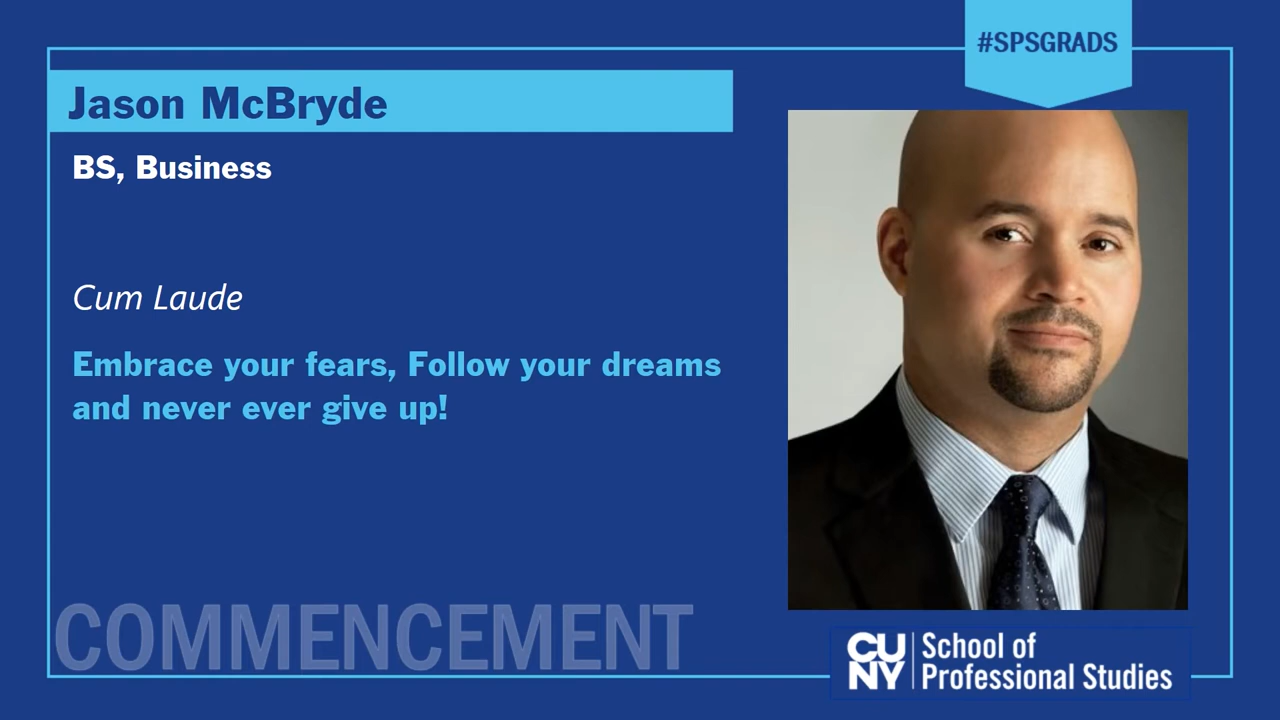 #SPSGRADS
Jason McBryde
BS, Business
Cum Laude
Embrace your fears, Follow your dreams
and never ever give up!
COMMENCEMENT
CU
NY
School of
Professional Studies